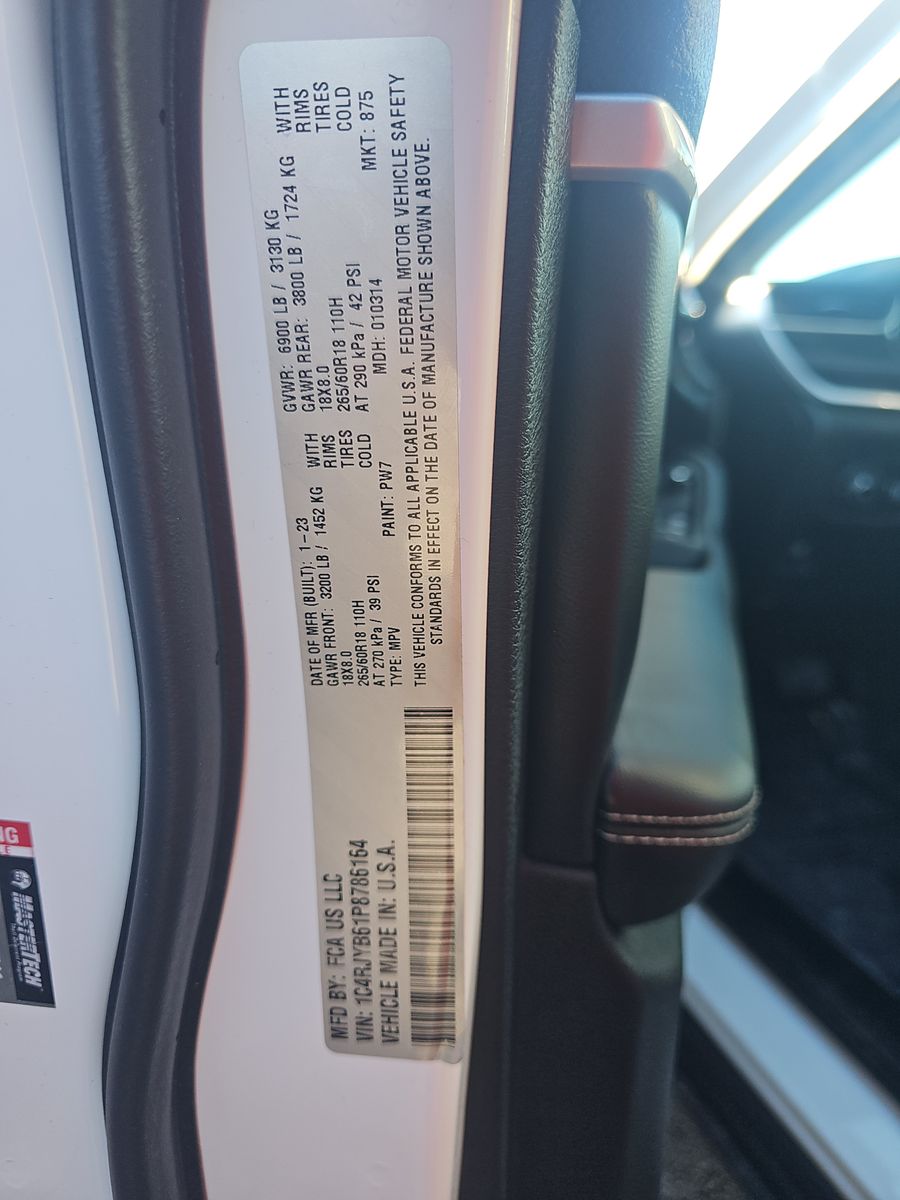 MFD BY: FCA US LLC
VIN: 1C4RJYB61P8786164
VEHICLE MADE IN: U.S.A.
DATE OF MFR (BUILT): 1-23
GAWR FRONT: 3200 LB / 1452 KG WITH
18X8.0 RIMS
265/60R18 110H TIRES
AT 270 kPa / 39 PSI COLD
TYPE: MPV PAINT: PW7
GVWR: 6900 LB / 3130 KG
GAWR REAR: 3800 LB / 1724 KG WITH
18X8.0 RIMS
265/60R18 110H TIRES
AT 290 kPa / 42 PSI COLD
MDH: 010314 MKT: 875
THIS VEHICLE CONFORMS TO ALL APPLICABLE U.S.A. FEDERAL MOTOR VEHICLE SAFETY
STANDARDS IN EFFECT ON THE DATE OF MANUFACTURE SHOWN ABOVE.
MASTERTECH